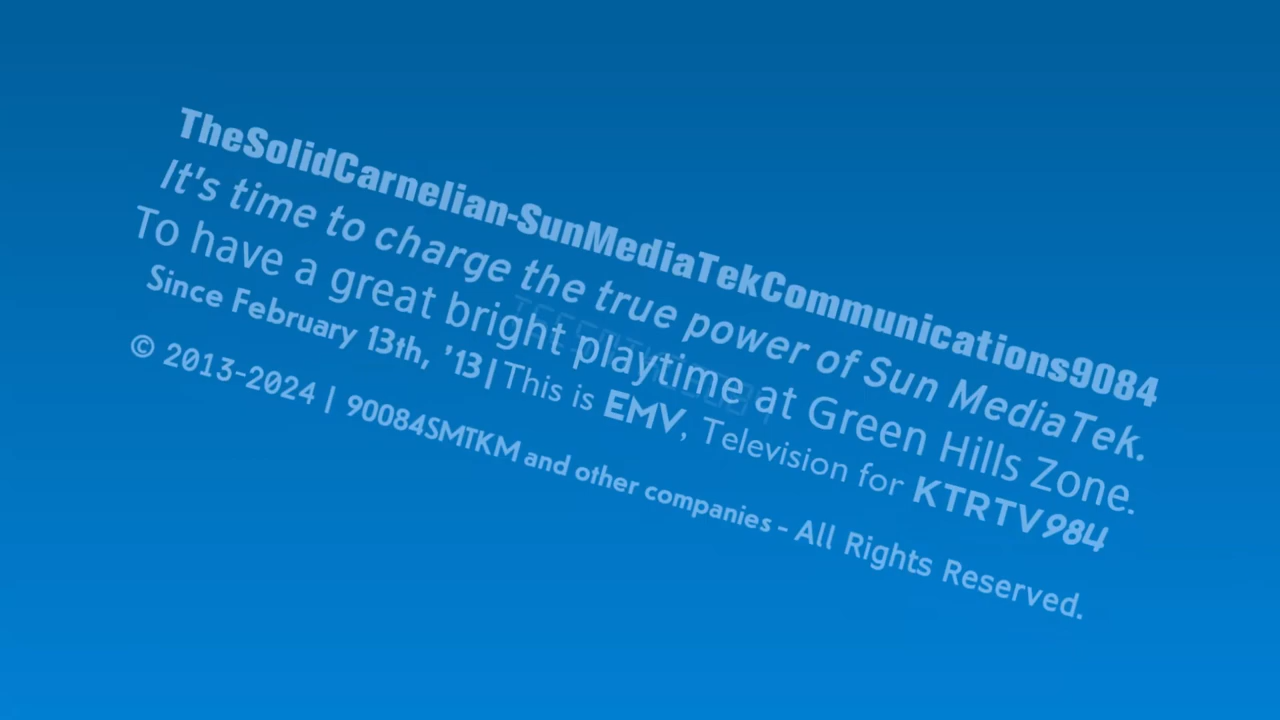 TheSolidCarnelian-SunMediaTekCommunications9084
It's time to charge the true power of Sun MediaTek.
To have a great bright playtime at Green Hills Zone.
Since February 13th, '13|This is EMV, Television for KTRTV984
© 2013-2024 | 90084SMTKM and other companies - All Rights Reserved.